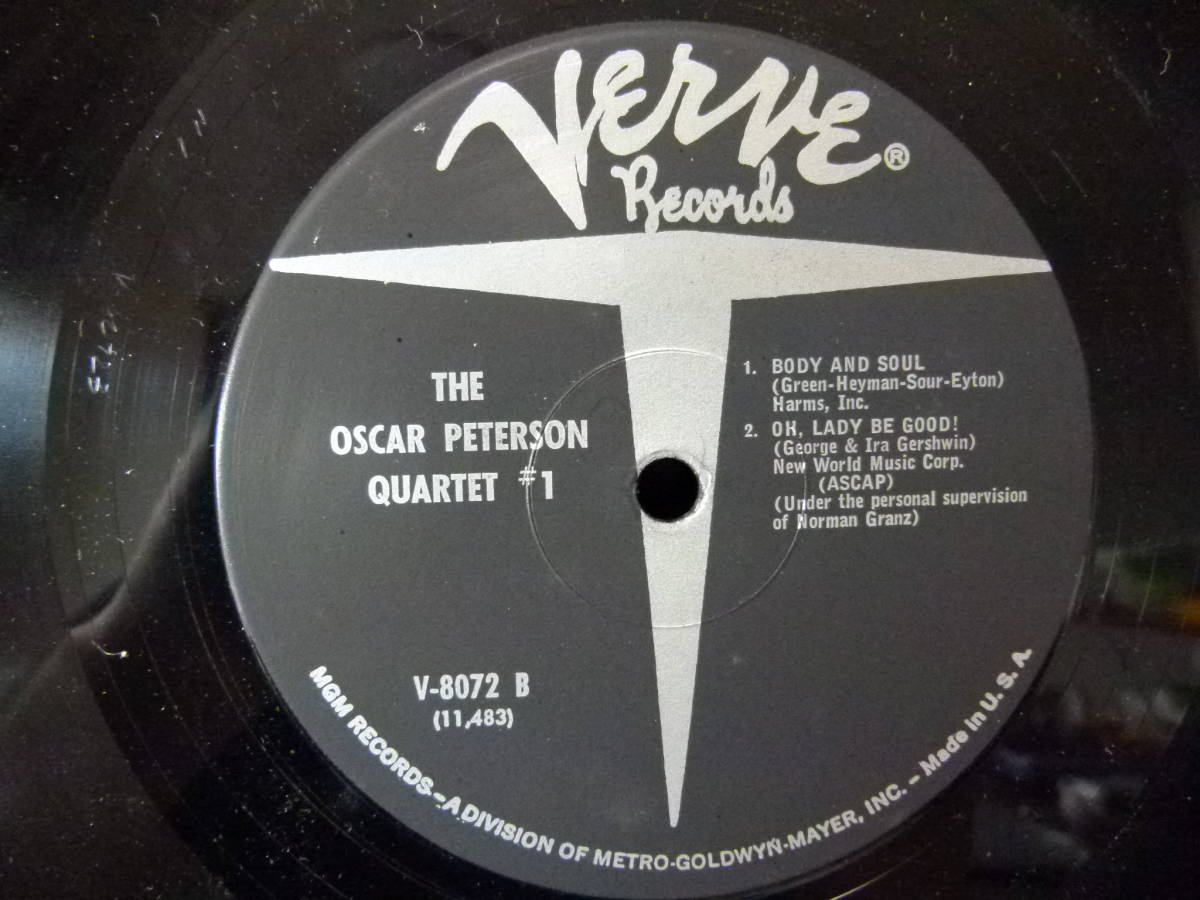 Verve®
Records
THE
OSCAR PETERSON
QUARTET #1
1. BODY AND SOUL
(Green-Heyman-Sour-Eyton)
Harms, Inc.
2. OH, LADY BE GOOD!
(George & Ira Gershwin)
New World Music Corp.
(ASCAP)
(Under the personal supervision
of Norman Granz)
V-8072 B
(11,483)
MGM RECORDS - A DIVISION OF METRO-GOLDWYN-MAYER, INC. - Made in U. S. A.